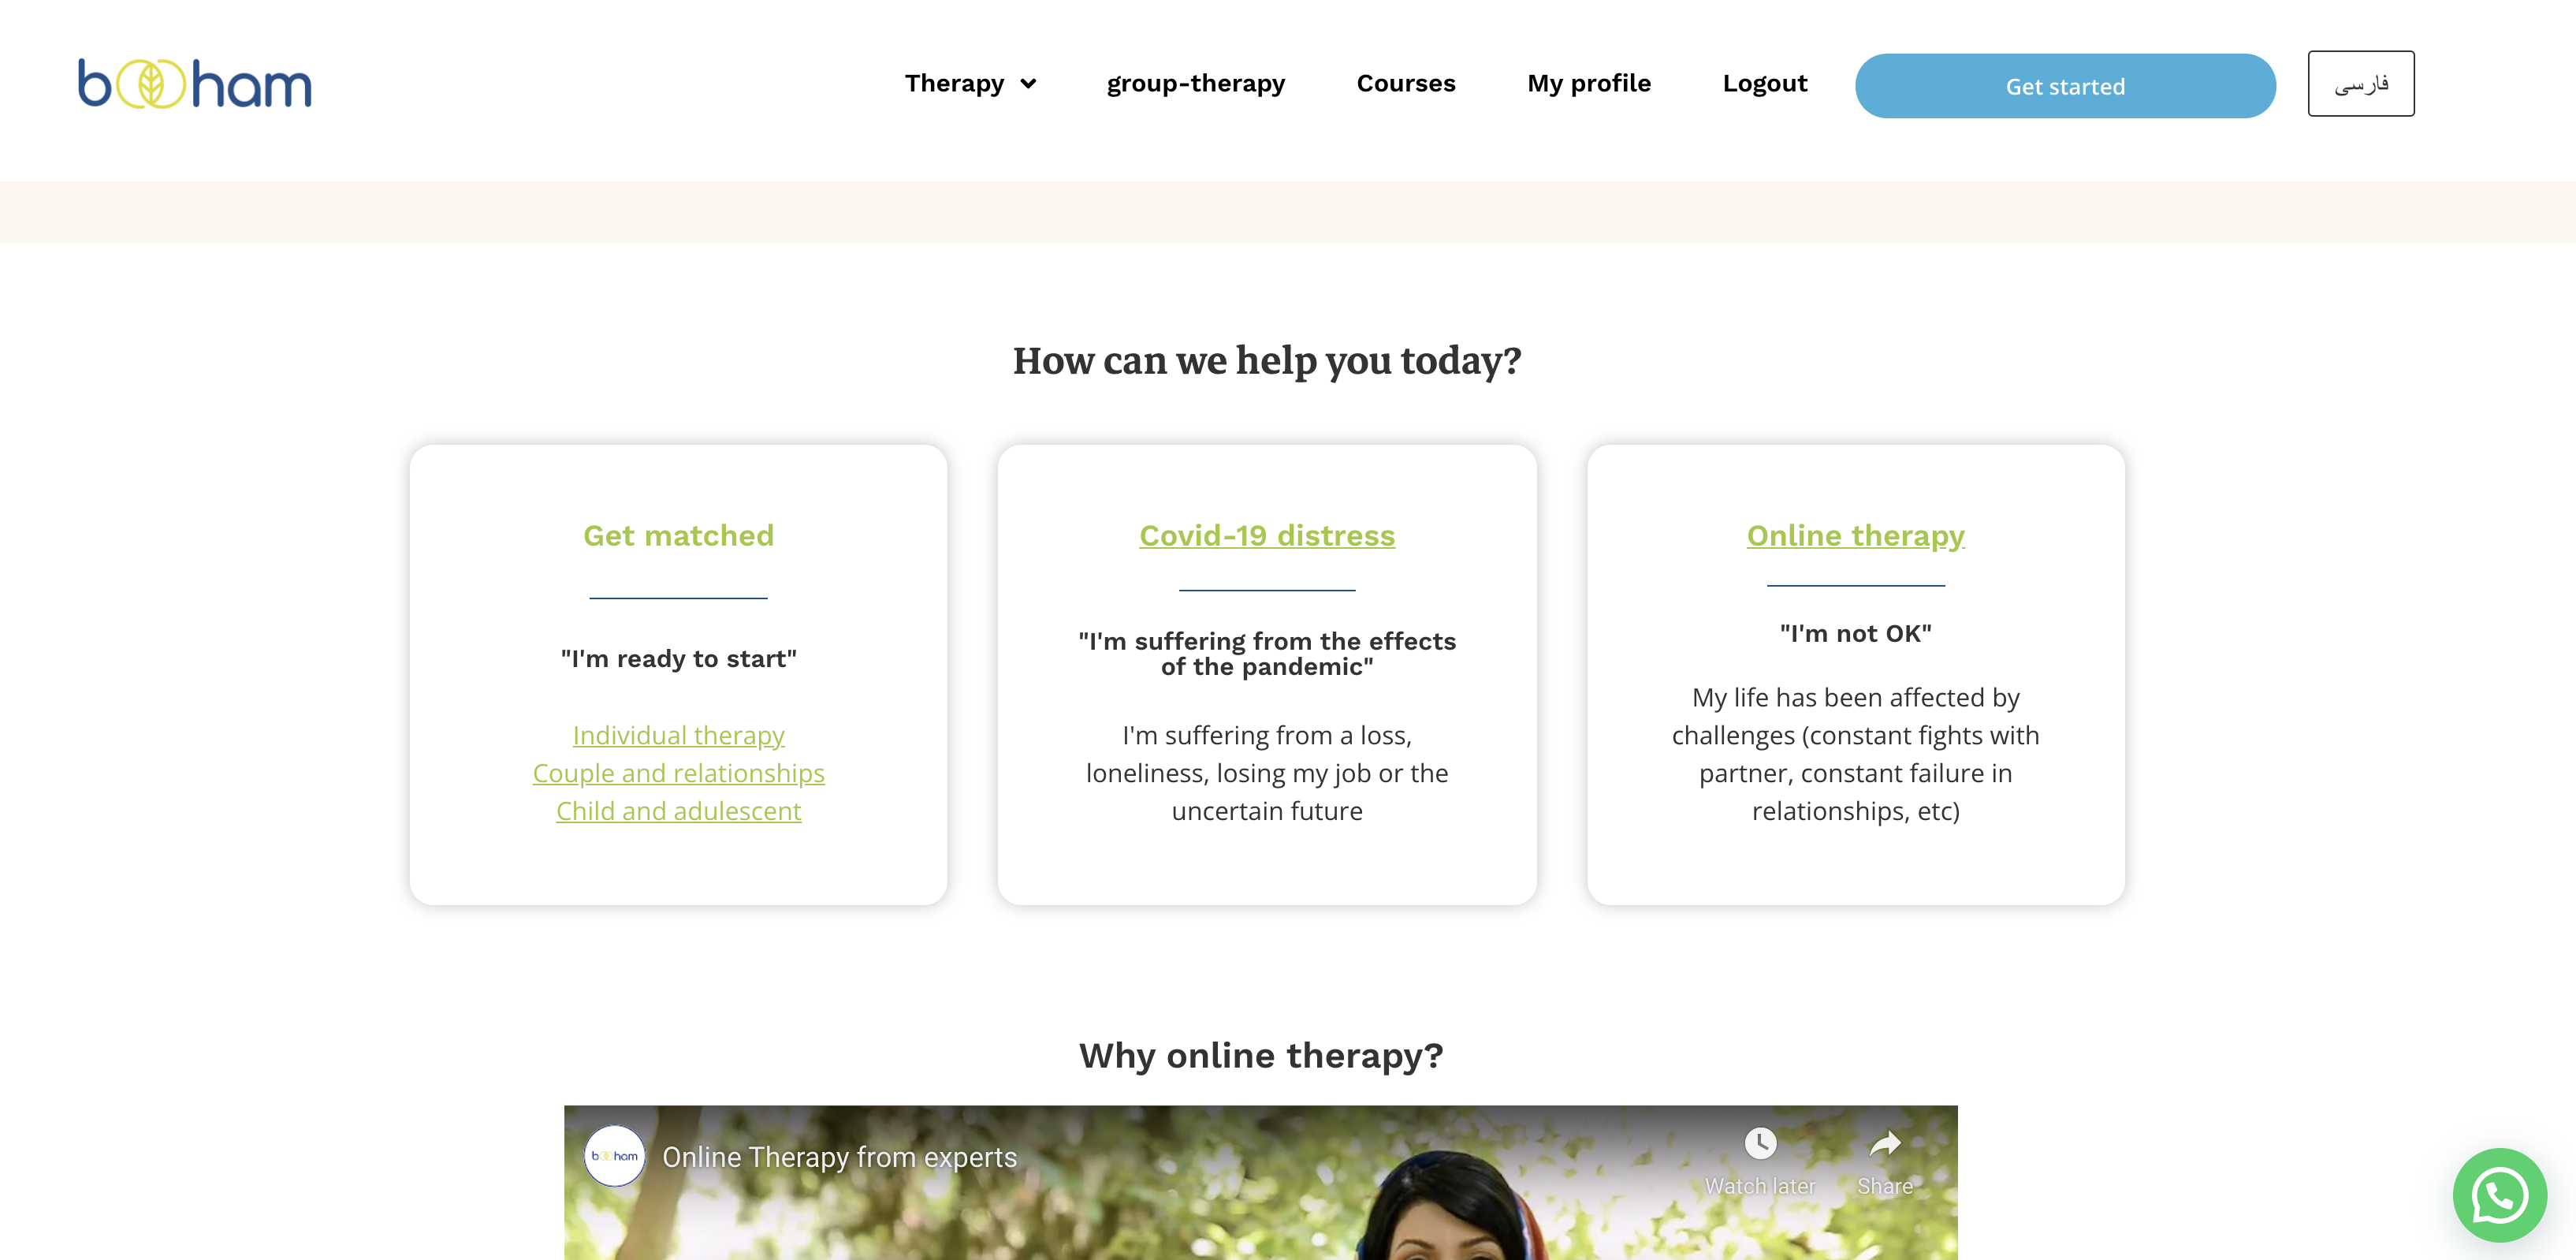 booham
Therapy
group-therapy
Courses
My profile
Logout
Get started
فارسی
How can we help you today?
Get matched
"I'm ready to start"
Individual therapy
Couple and relationships
Child and adulescent
Covid-19 distress
"I'm suffering from the effects
of the pandemic"
I'm suffering from a loss,
loneliness, losing my job or the
uncertain future
Online therapy
"I'm not OK"
My life has been affected by
challenges (constant fights with
partner, constant failure in
relationships, etc)
Why online therapy?
booham
Online Therapy from experts
Watch later
Share